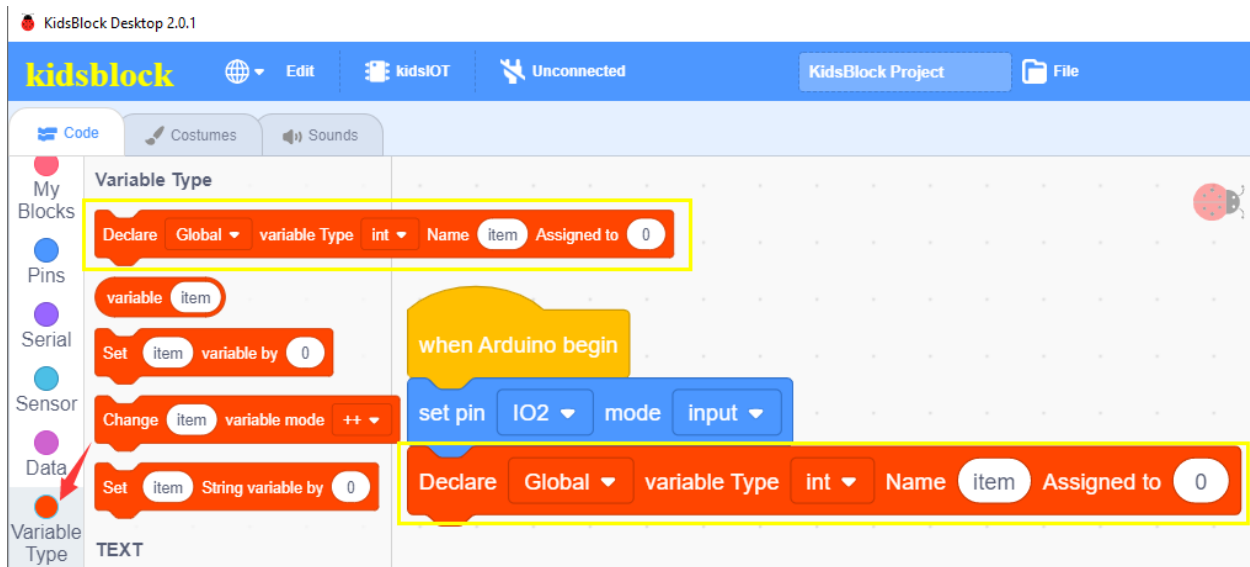 KidsBlock Desktop 2.0.1
kidsblock Edit kidsIOT Unconnected KidsBlock Project File
Code Costumes Sounds
My Blocks
Pins
Serial
Sensor
Data
Variable Type
Variable Type
Declare Global variable Type int Name item Assigned to 0
variable item
Set item variable by 0
Change item variable mode ++
Set item String variable by 0
TEXT
when Arduino begin
set pin IO2 mode input
Declare Global variable Type int Name item Assigned to 0